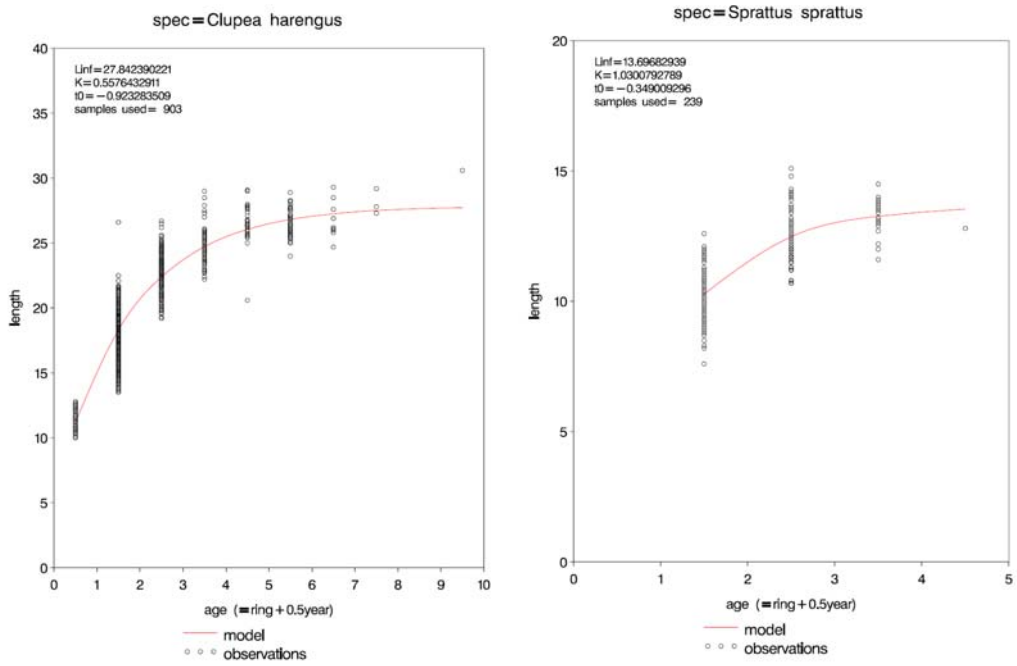 spec=Clupea harengus
40
35
30
25
20
15
10
5
0
length
Linf=27.842390221
K=0.5576432911
t0=−0.923283509
samples used= 903
0 1 2 3 4 5 6 7 8 9 10
age (=ring+0.5year)
model
observations
spec=Sprattus sprattus
20
15
10
5
0
length
Linf=13.69682939
K=1.0300792789
t0=−0.349009296
samples used= 239
0 1 2 3 4 5
age (=ring+0.5year)
model
observations